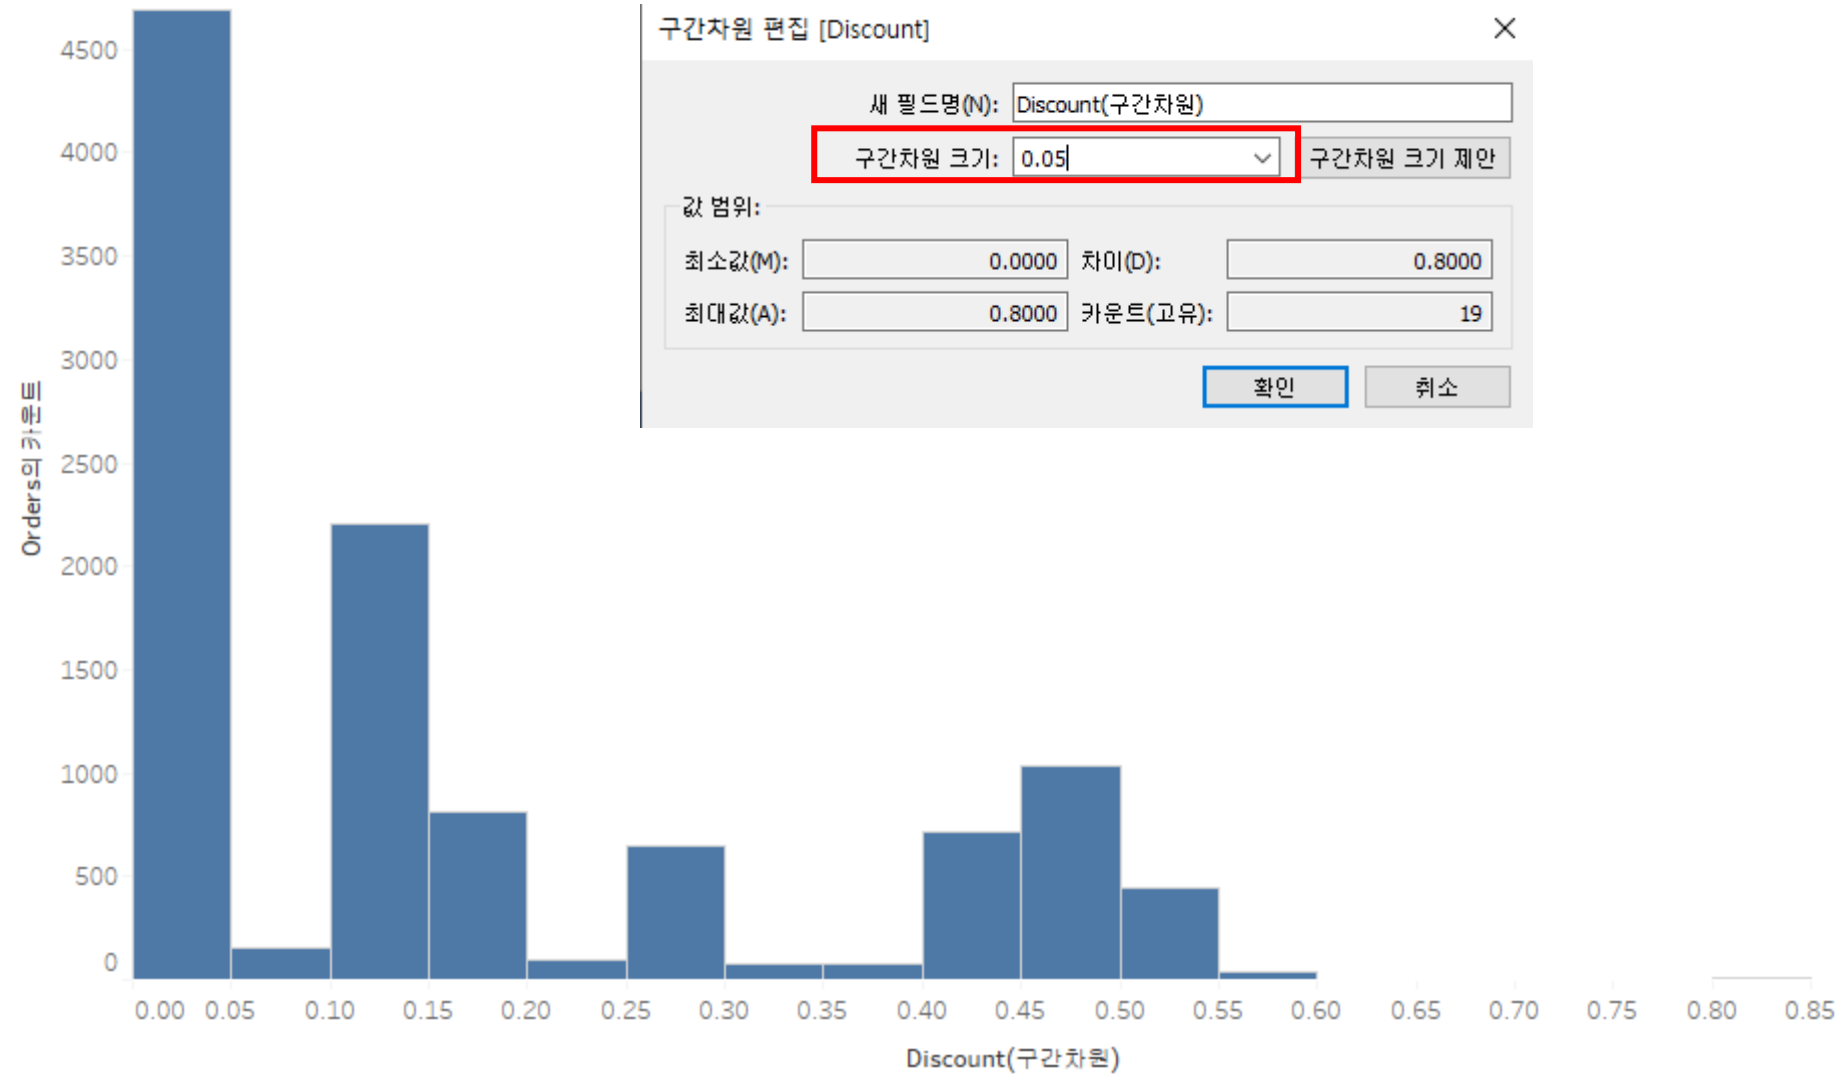 구간차원 편집 [Discount]
새 필드명(N): Discount(구간차원)
구간차원 크기: 0.05 구간차원 크기 제안
값 범위:
최소값(M): 0.0000 차이(D): 0.8000
최대값(A): 0.8000 카운트(고유): 19
확인 취소
Orders의 카운트
4500
4000
3500
3000
2500
2000
1500
1000
500
0
0.00 0.05 0.10 0.15 0.20 0.25 0.30 0.35 0.40 0.45 0.50 0.55 0.60 0.65 0.70 0.75 0.80 0.85
Discount(구간차원)